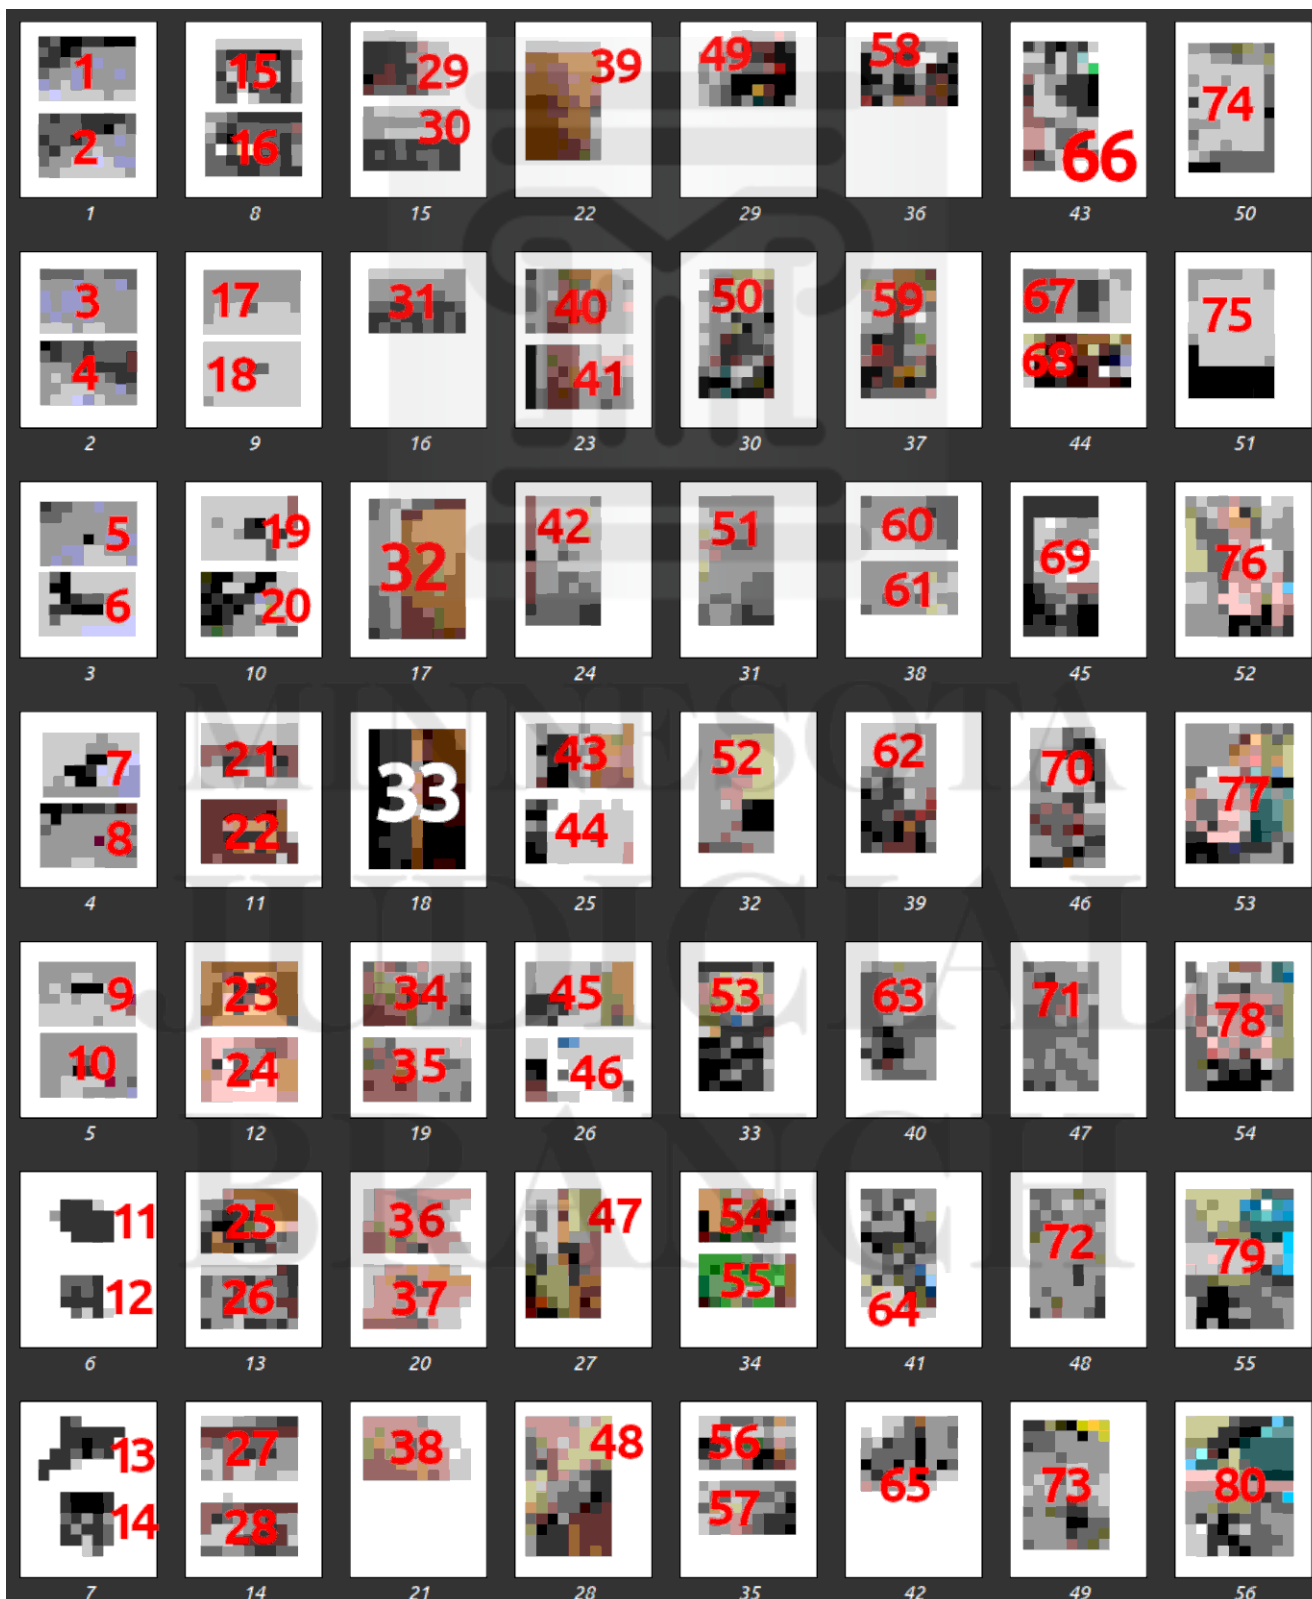 1 15 29 39 49 58 66 74
2 16 30
1 8 15 22 29 36 43 50
3 17 31 40 50 59 67 75
4 18 41 68
2 9 16 23 30 37 44 51
5 19 32 42 51 60 69 76
6 20 61
3 10 17 24 31 38 45 52
MINNESOTA
7 21 33 43 52 62 70 77
8 22 44
4 11 18 25 32 39 46 53
JUDICIAL
9 23 34 45 53 63 71 78
10 24 35 46
5 12 19 26 33 40 47 54
BRANCH
11 25 36 47 54 64 72 79
12 26 37 55
6 13 20 27 34 41 48 55
13 27 38 48 56 65 73 80
14 28 57
7 14 21 28 35 42 49 56